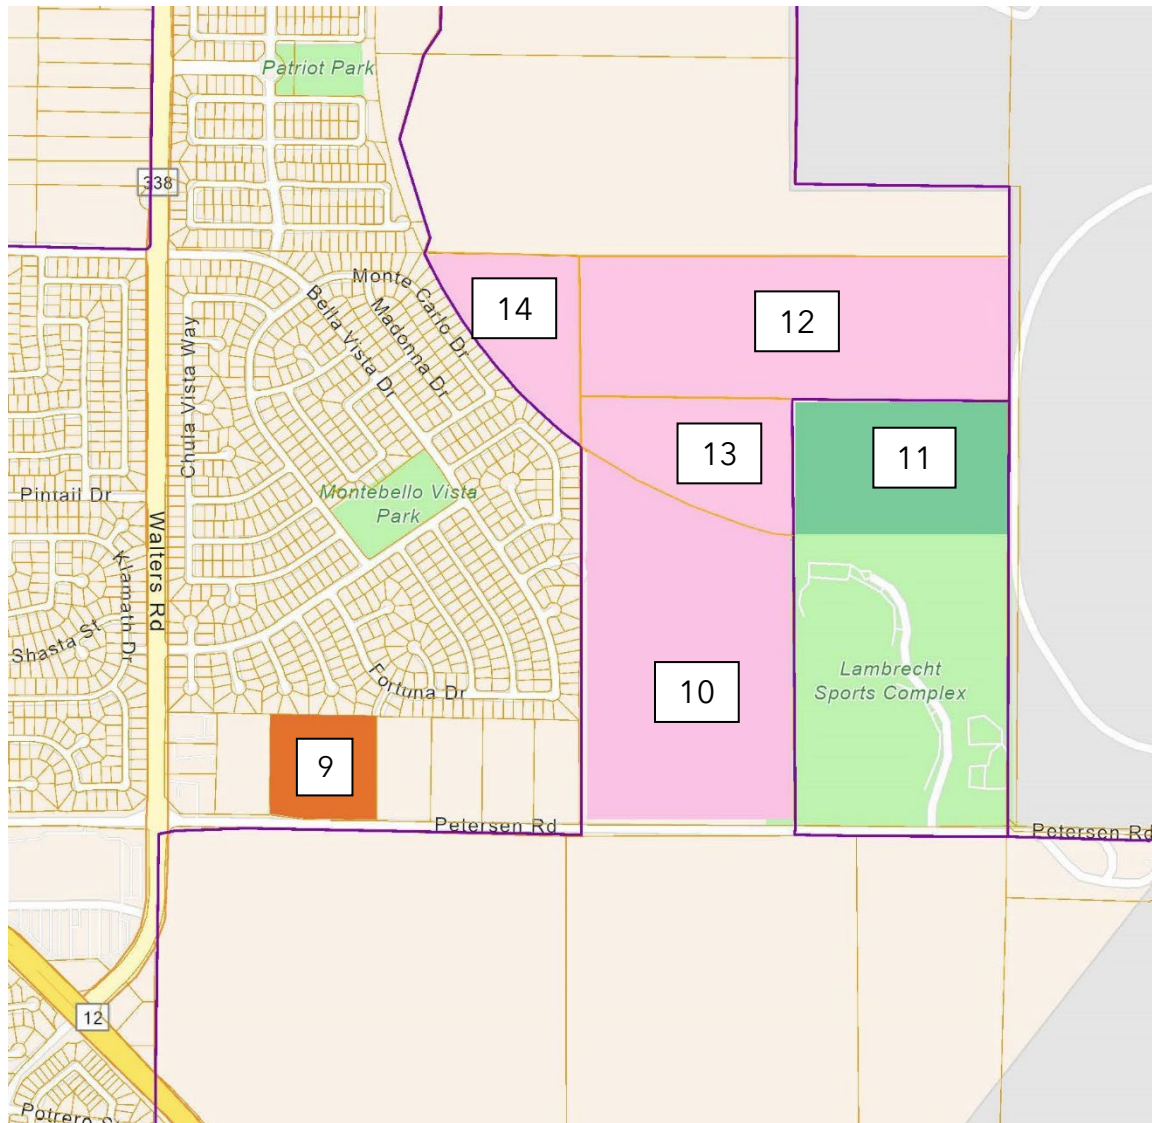 Patriot Park
338
Monte Carlo Dr
Bella Vista Dr
Madonna Dr
14
12
Chula Vista Way
13
11
Pintail Dr
Montebello Vista
Park
Walters Rd
Klamath Dr
Shasta St
Fortuna Dr
10
Lambrecht
Sports Complex
9
Petersen Rd
Petersen Rd
12
Potrero S